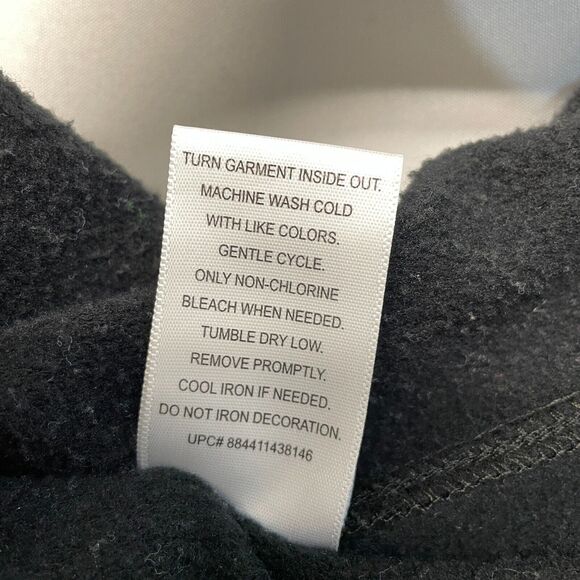 TURN GARMENT INSIDE OUT.
MACHINE WASH COLD
WITH LIKE COLORS.
GENTLE CYCLE.
ONLY NON-CHLORINE
BLEACH WHEN NEEDED.
TUMBLE DRY LOW.
REMOVE PROMPTLY.
COOL IRON IF NEEDED.
DO NOT IRON DECORATION.
UPC# 884411438146